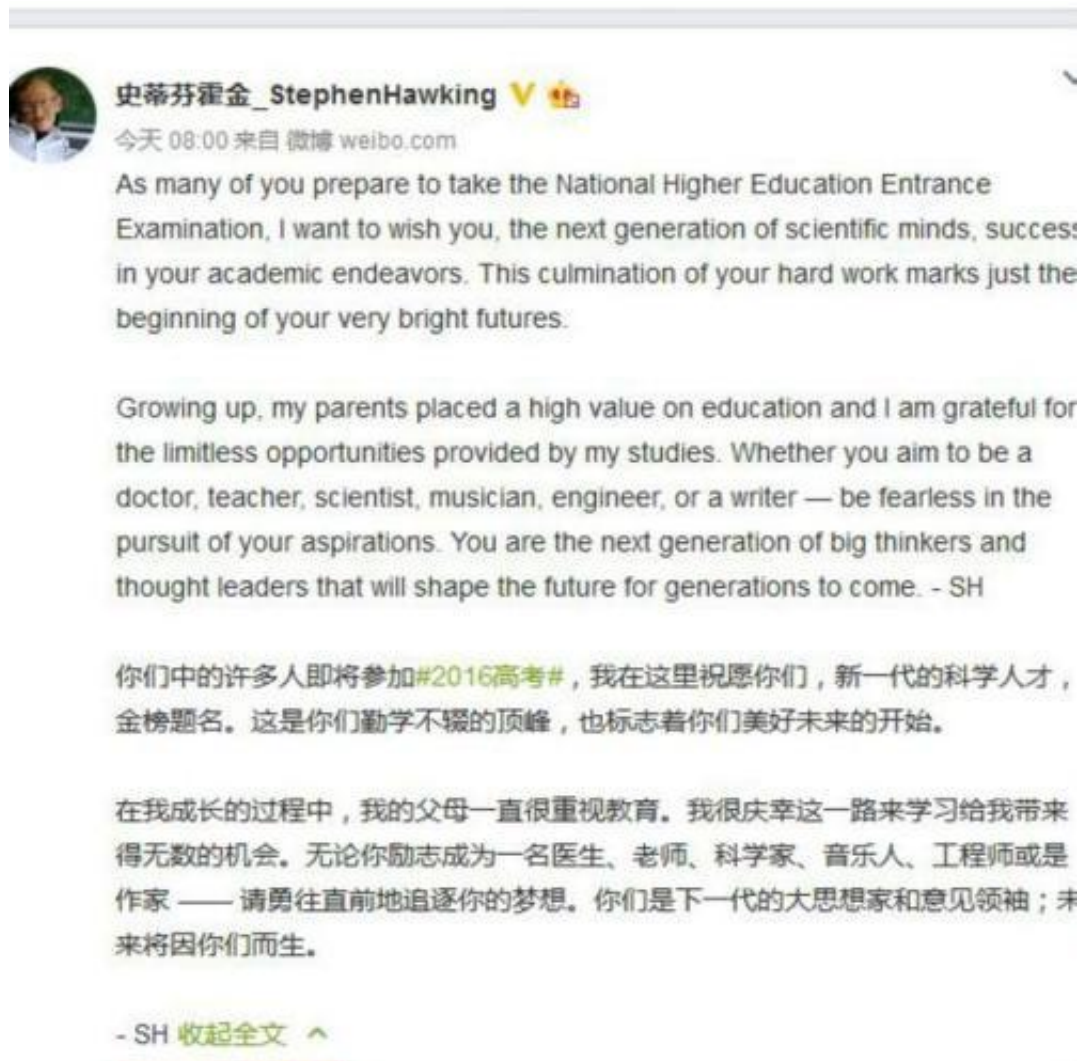 史蒂芬霍金_StephenHawking
今天 08:00 来自 微博 weibo.com
As many of you prepare to take the National Higher Education Entrance
Examination, I want to wish you, the next generation of scientific minds, success
in your academic endeavors. This culmination of your hard work marks just the
beginning of your very bright futures.
Growing up, my parents placed a high value on education and I am grateful for
the limitless opportunities provided by my studies. Whether you aim to be a
doctor, teacher, scientist, musician, engineer, or a writer — be fearless in the
pursuit of your aspirations. You are the next generation of big thinkers and
thought leaders that will shape the future for generations to come. - SH
你们中的许多人即将参加#2016高考#，我在这里祝愿你们，新一代的科学人才，
金榜题名。这是你们勤学不辍的顶峰，也标志着你们美好未来的开始。
在我成长的过程中，我的父母一直很重视教育。我很庆幸这一路来学习给我带来
得无数的机会。无论你励志成为一名医生、老师、科学家、音乐人、工程师或是
作家 —— 请勇往直前地追逐你的梦想。你们是下一代的大思想家和意见领袖；未
来将因你们而生。
- SH 收起全文